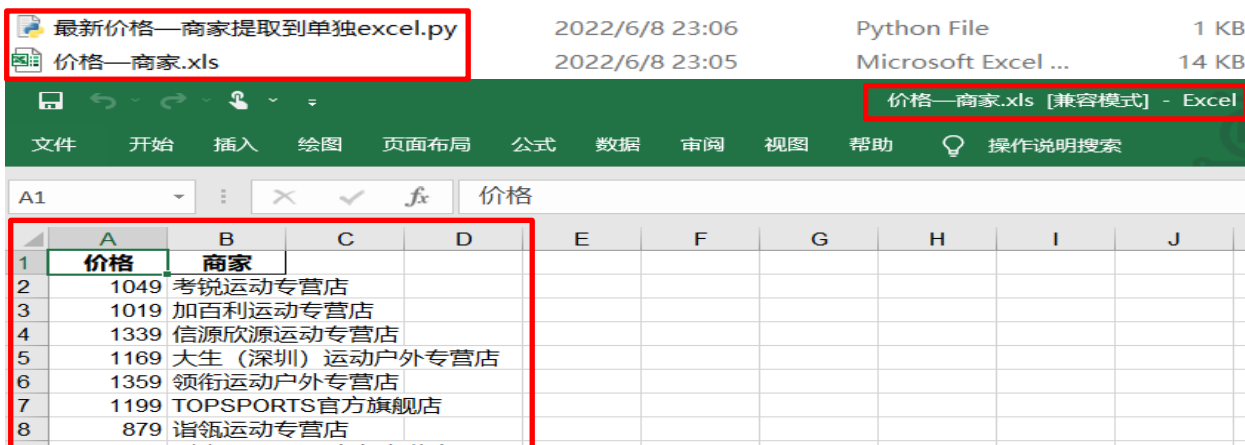 最新价格—商家提取到单独excel.py 2022/6/8 23:06 Python File 1 KB
价格—商家.xls 2022/6/8 23:05 Microsoft Excel ... 14 KB
价格—商家.xls [兼容模式] - Excel
文件 开始 插入 绘图 页面布局 公式 数据 审阅 视图 帮助 操作说明搜索
A1 fx 价格
A B C D E F G H I J
1 价格 商家
2 1049 考锐运动专营店
3 1019 加百利运动专营店
4 1339 信源欣源运动专营店
5 1169 大生（深圳）运动户外专营店
6 1359 领衔运动户外专营店
7 1199 TOPSPORTS官方旗舰店
8 879 诣瓴运动专营店